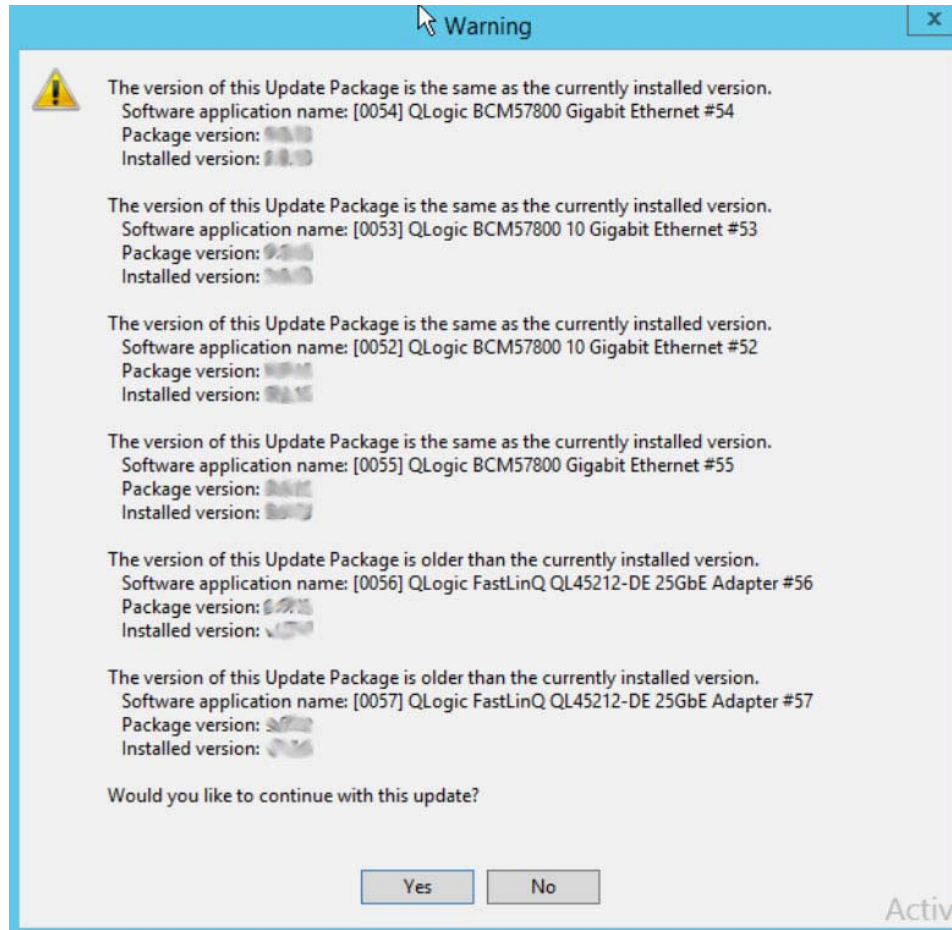 Warning
x
The version of this Update Package is the same as the currently installed version.
Software application name: [0054] QLogic BCM57800 Gigabit Ethernet #54
Package version:
Installed version:
The version of this Update Package is the same as the currently installed version.
Software application name: [0053] QLogic BCM57800 10 Gigabit Ethernet #53
Package version:
Installed version:
The version of this Update Package is the same as the currently installed version.
Software application name: [0052] QLogic BCM57800 10 Gigabit Ethernet #52
Package version:
Installed version:
The version of this Update Package is the same as the currently installed version.
Software application name: [0055] QLogic BCM57800 Gigabit Ethernet #55
Package version:
Installed version:
The version of this Update Package is older than the currently installed version.
Software application name: [0056] QLogic FastLinQ QL45212-DE 25GbE Adapter #56
Package version:
Installed version:
The version of this Update Package is older than the currently installed version.
Software application name: [0057] QLogic FastLinQ QL45212-DE 25GbE Adapter #57
Package version:
Installed version:
Would you like to continue with this update?
Yes No
Activ